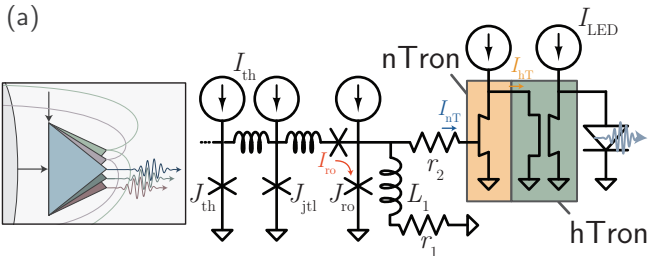 (a)
I_th
nTron
I_hT
I_LED
I_nT
I_ro
r_2
J_th
J_jtl
J_ro
L_1
r_1
hTron